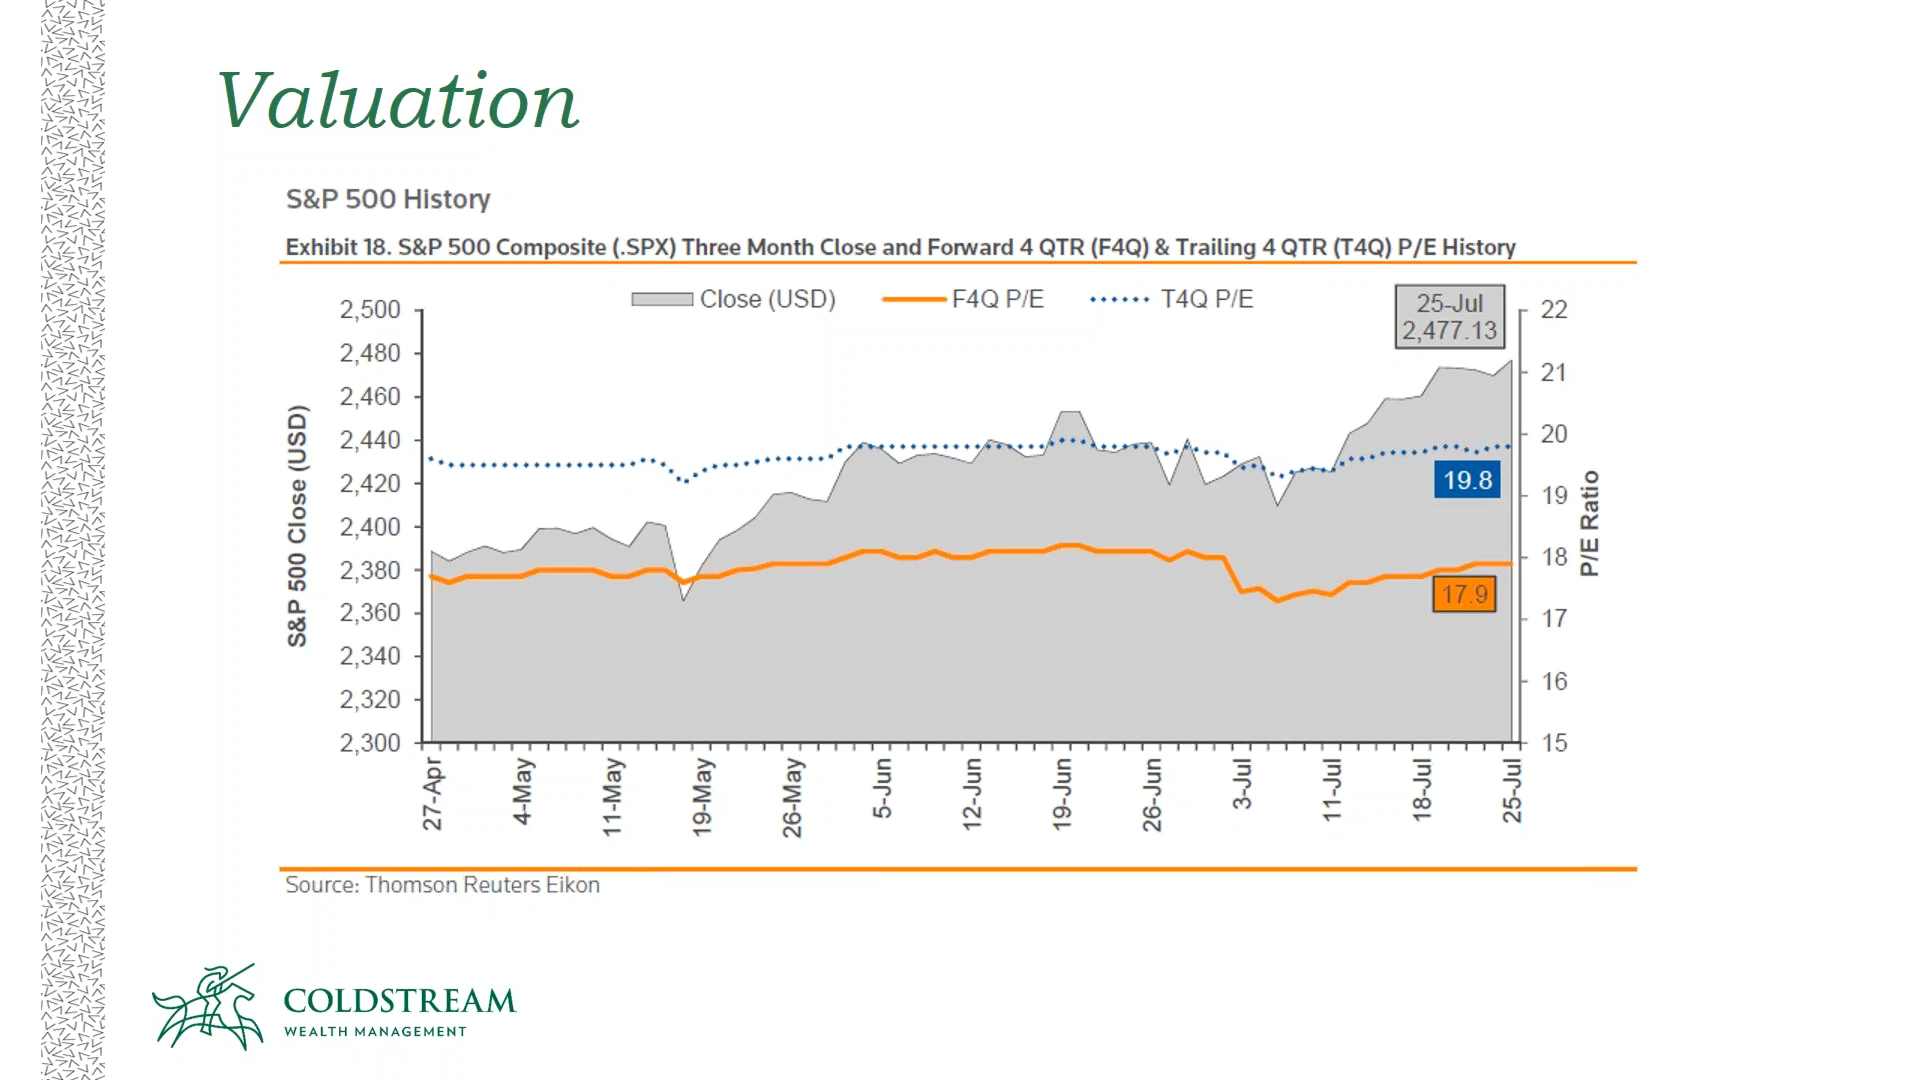 Valuation
S&P 500 History
Exhibit 18. S&P 500 Composite (.SPX) Three Month Close and Forward 4 QTR (F4Q) & Trailing 4 QTR (T4Q) P/E History
Close (USD)
F4Q P/E
T4Q P/E
25-Jul
2,477.13
S&P 500 Close (USD)
2,500
2,480
2,460
2,440
2,420
2,400
2,380
2,360
2,340
2,320
2,300
22
21
20
19
18
17
16
15
P/E Ratio
19.8
17.9
27-Apr
4-May
11-May
19-May
26-May
5-Jun
12-Jun
19-Jun
26-Jun
3-Jul
11-Jul
18-Jul
25-Jul
Source: Thomson Reuters Eikon
COLDSTREAM
WEALTH MANAGEMENT